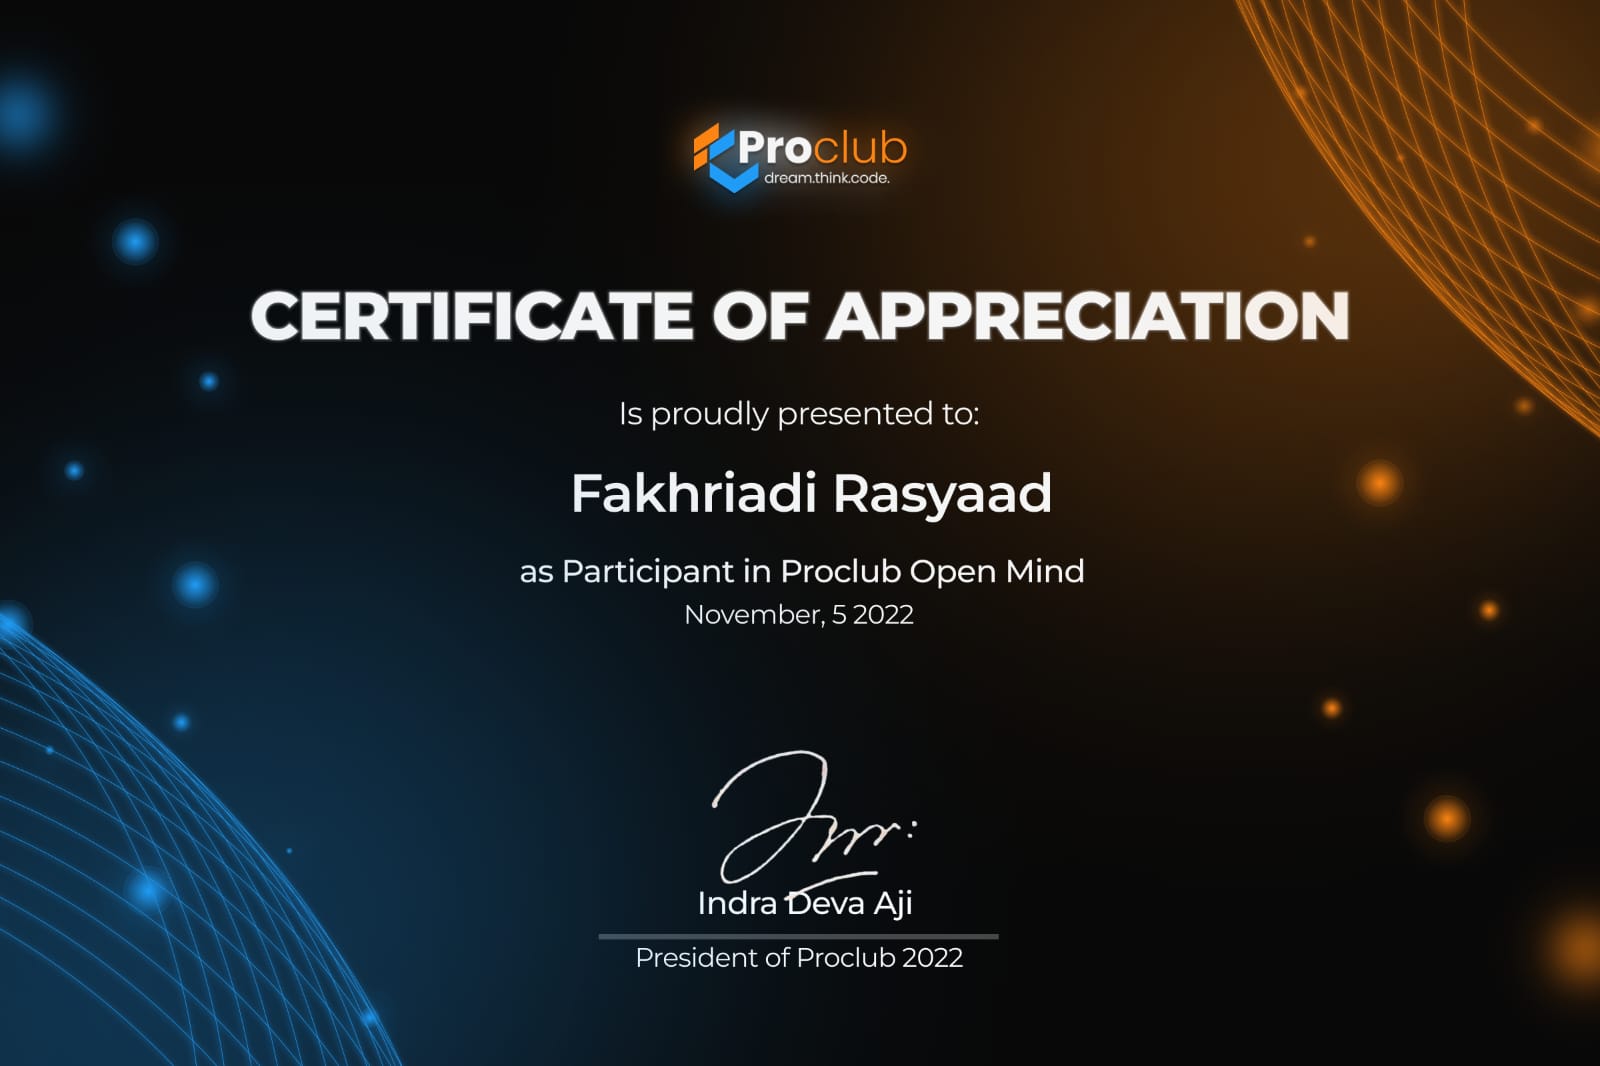 Proclub
dream.think.code.
CERTIFICATE OF APPRECIATION
Is proudly presented to:
Fakhriadi Rasyaad
as Participant in Proclub Open Mind
November, 5 2022
Indra Deva Aji
President of Proclub 2022